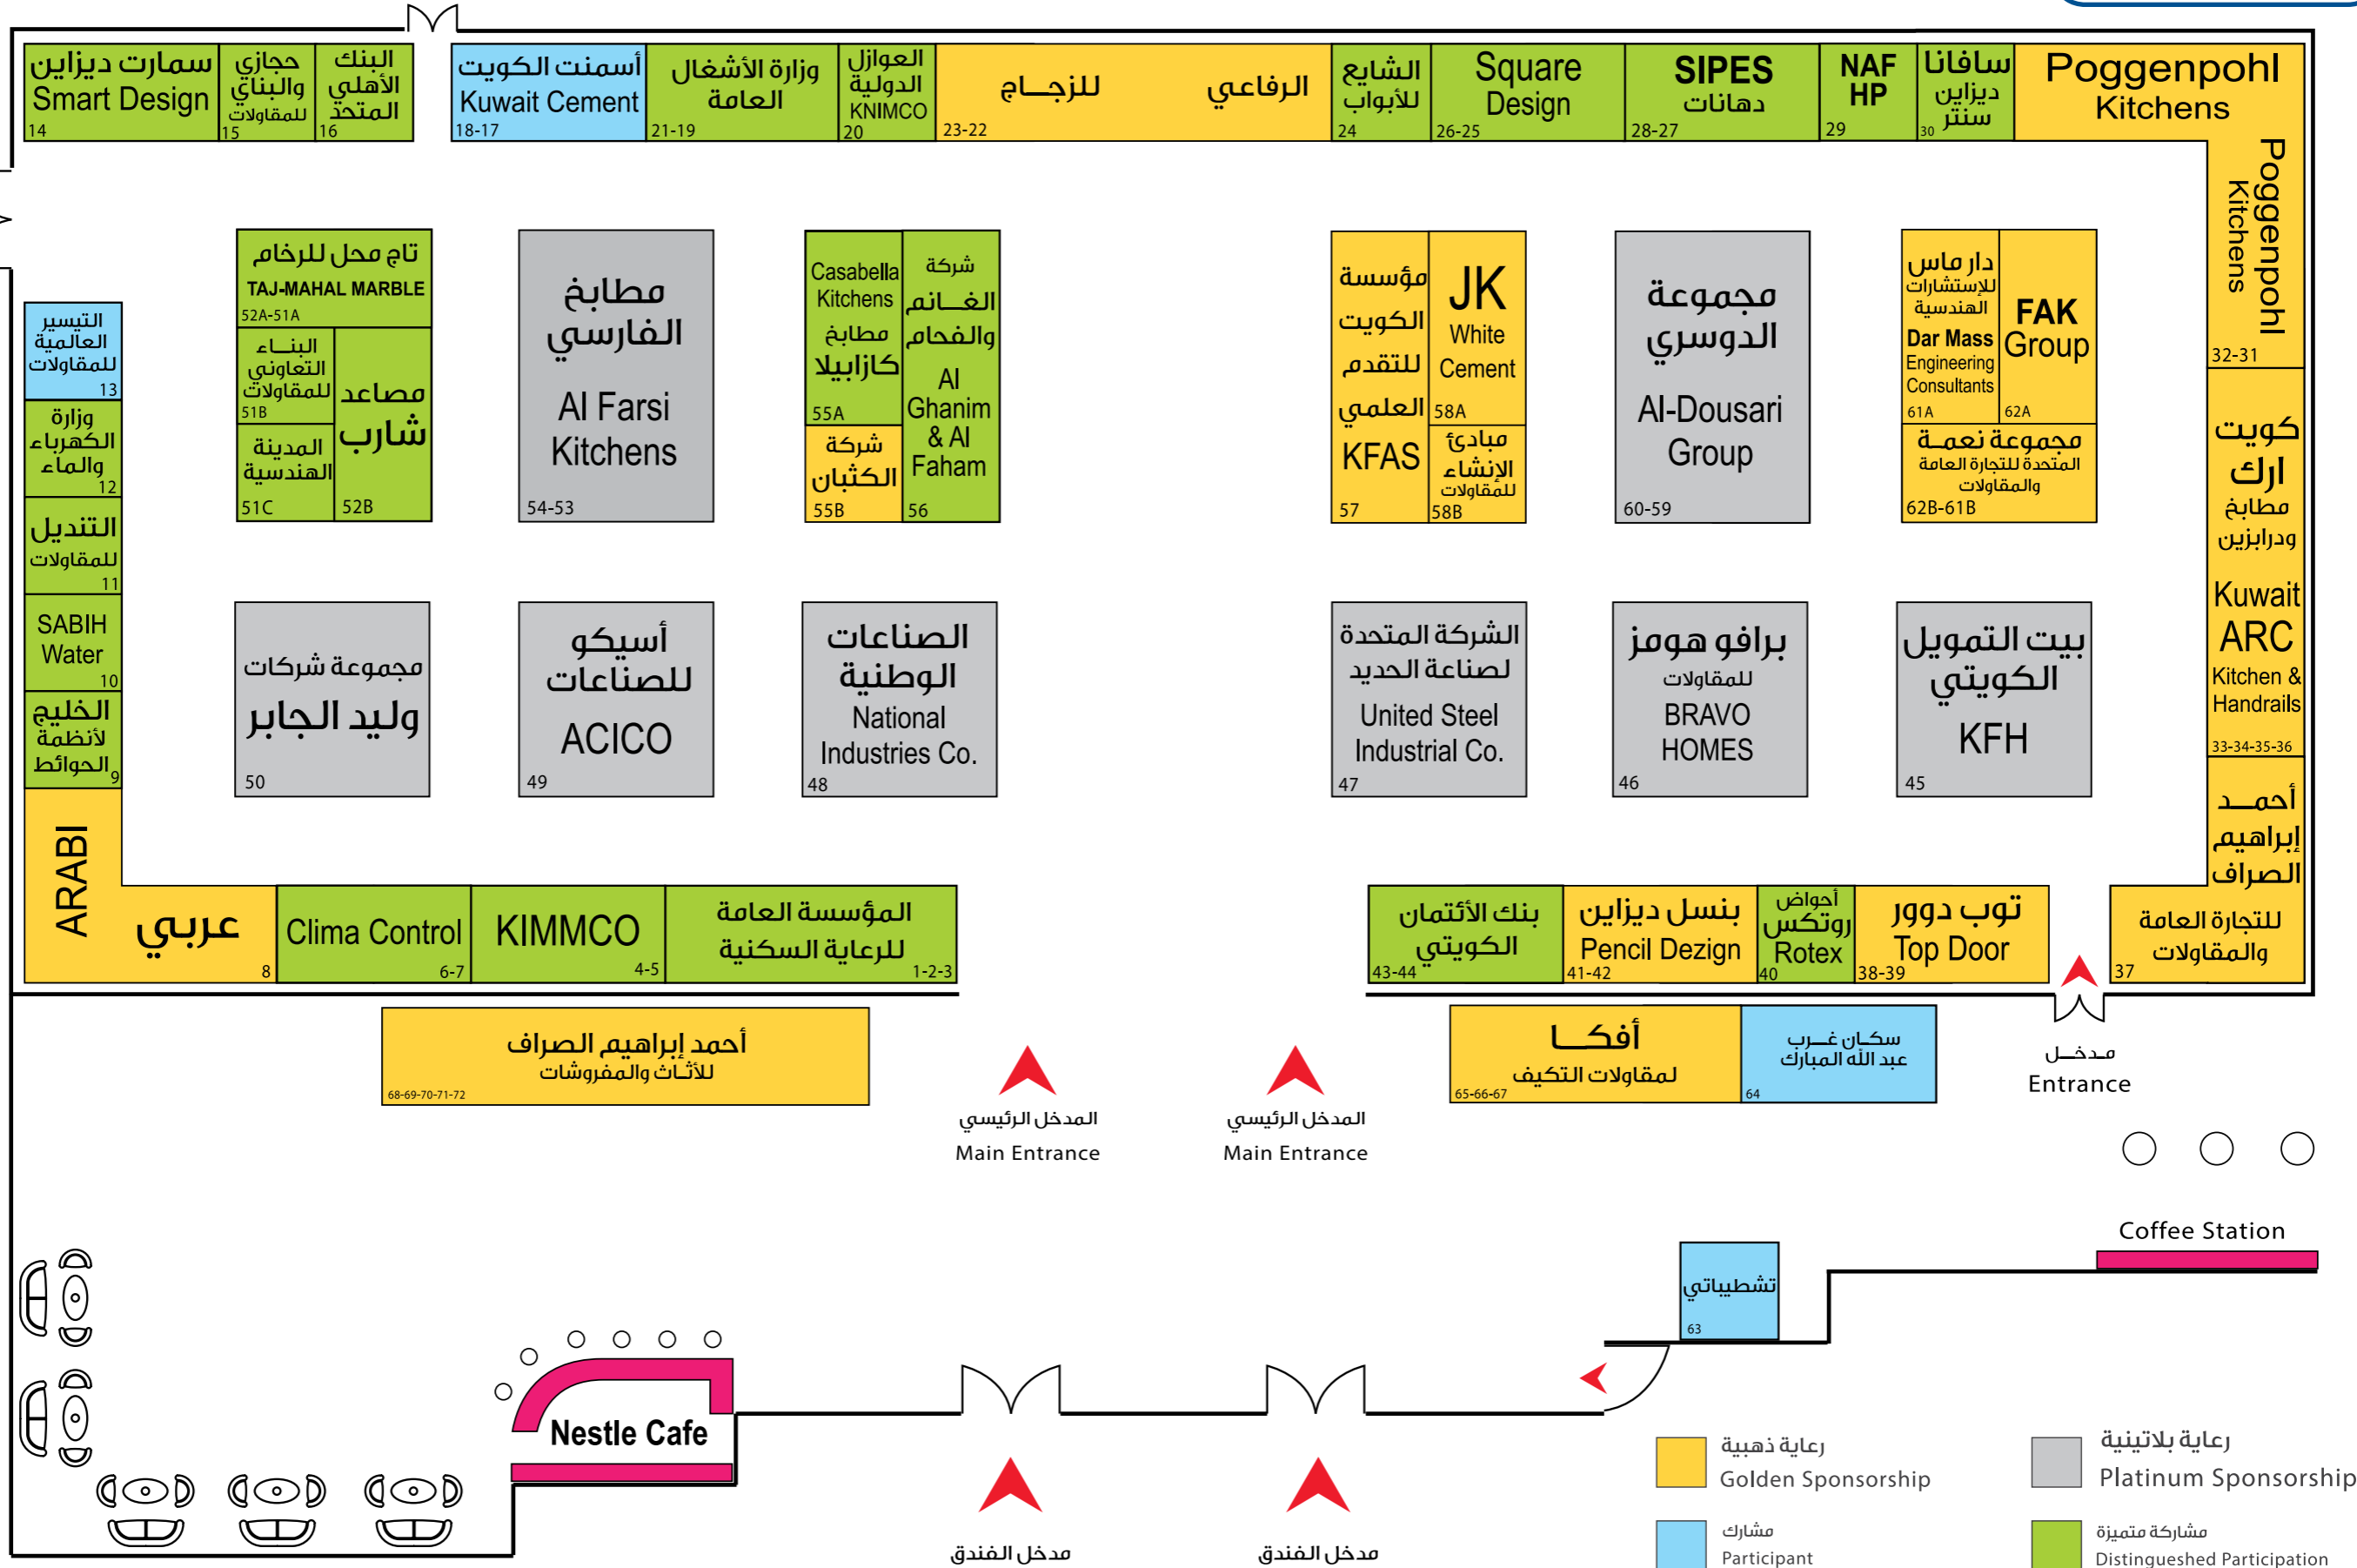 سمارت ديزاين
Smart Design
14
حجازي
والبناي
للمقاولات
15
البنك
الأهلي
المتحد
16
أسمنت الكويت
Kuwait Cement
18-17
وزارة الأشغال
العامة
21-19
العوازل
الدولية
KNIMCO
20
الرفاعي للزجـــاج
23-22
الشايع
للأبواب
24
Square
Design
26-25
SIPES
دهانات
28-27
NAF
HP
29
سافانا
ديزاين
سنتر
30
Poggenpohl
Kitchens
Poggenpohl
Kitchens
32-31
تاج محل للرخام
TAJ-MAHAL MARBLE
52A-51A
البنــاء
التعاوني
للمقاولات
51B
مصاعد
شارب
52B
المدينة
الهندسية
51C
مطابخ
الفارسي
Al Farsi
Kitchens
54-53
Casabella
Kitchens
مطابخ
كازابيلا
55A
شركة
الكثبان
55B
شركة
الغـــانم
والفحام
Al
Ghanim
& Al
Faham
56
مؤسسة
الكويت
للتقدم
العلمي
KFAS
57
JK
White
Cement
58A
مبادئ
الإنشاء
للمقاولات
58B
مجموعة
الدوسري
Al-Dousari
Group
60-59
دار ماس
للإستشارات
الهندسية
Dar Mass
Engineering
Consultants
61A
FAK
Group
62A
مجموعة نعمــة
المتحدة للتجارة العامة
والمقاولات
62B-61B
التيسير
العالمية
للمقاولات
13
وزارة
الكهرباء
والماء
12
التنديل
للمقاولات
11
SABIH
Water
10
الخليج
لأنظمة
الحوائط
9
كويت
ارك
مطابخ
ودرابزين
Kuwait
ARC
Kitchen &
Handrails
33-34-35-36
مجموعة شركات
وليد الجابر
50
أسيكو
للصناعات
ACICO
49
الصناعات
الوطنية
National
Industries Co.
48
الشركة المتحدة
لصناعة الحديد
United Steel
Industrial Co.
47
برافو هومز
للمقاولات
BRAVO
HOMES
46
بيت التمويل
الكويتي
KFH
45
ARABI
عربي
8
Clima Control
6-7
KIMMCO
4-5
المؤسسة العامة
للرعاية السكنية
1-2-3
بنك الأئتمان
الكويتي
43-44
بنسل ديزاين
Pencil Dezign
41-42
أحواض
روتكس
Rotex
40
توب دوور
Top Door
38-39
أحمـــد
إبراهيم
الصراف
للتجارة العامة
والمقاولات
37
أحمد إبراهيم الصراف
للأثــاث والمفروشات
68-69-70-71-72
أفكـــا
لمقاولات التكيف
65-66-67
سكــان غـــرب
عبد الله المبارك
64
المدخل الرئيسي
Main Entrance
المدخل الرئيسي
Main Entrance
مـدخـــل
Entrance
Coffee Station
تشطيباتي
63
Nestle Cafe
مدخل الفندق
مدخل الفندق
رعاية ذهبية
Golden Sponsorship
رعاية بلاتينية
Platinum Sponsorship
مشارك
Participant
مشاركة متميزة
Distingueshed Participation